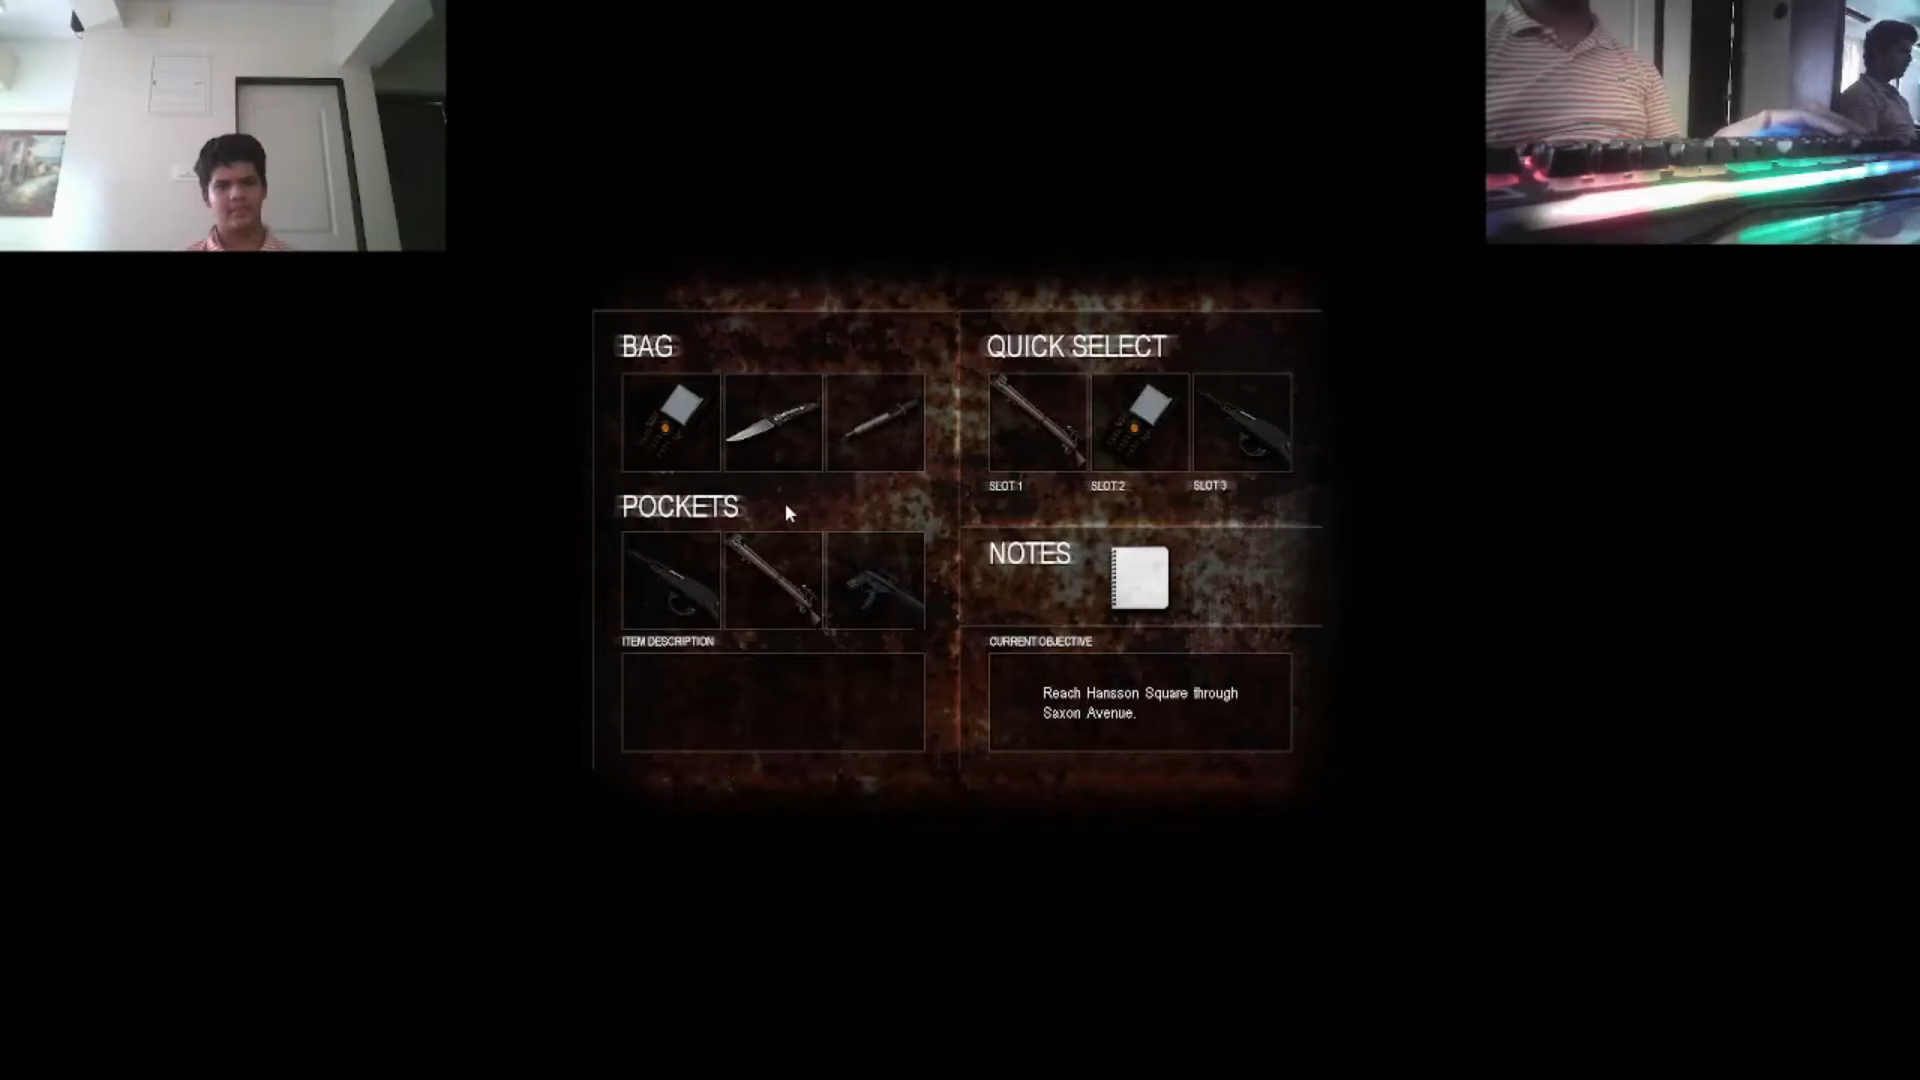 BAG
QUICK SELECT
SLOT 1
SLOT 2
SLOT 3
POCKETS
NOTES
ITEM DESCRIPTION
CURRENT OBJECTIVE
Reach Hansson Square through
Saxon Avenue.